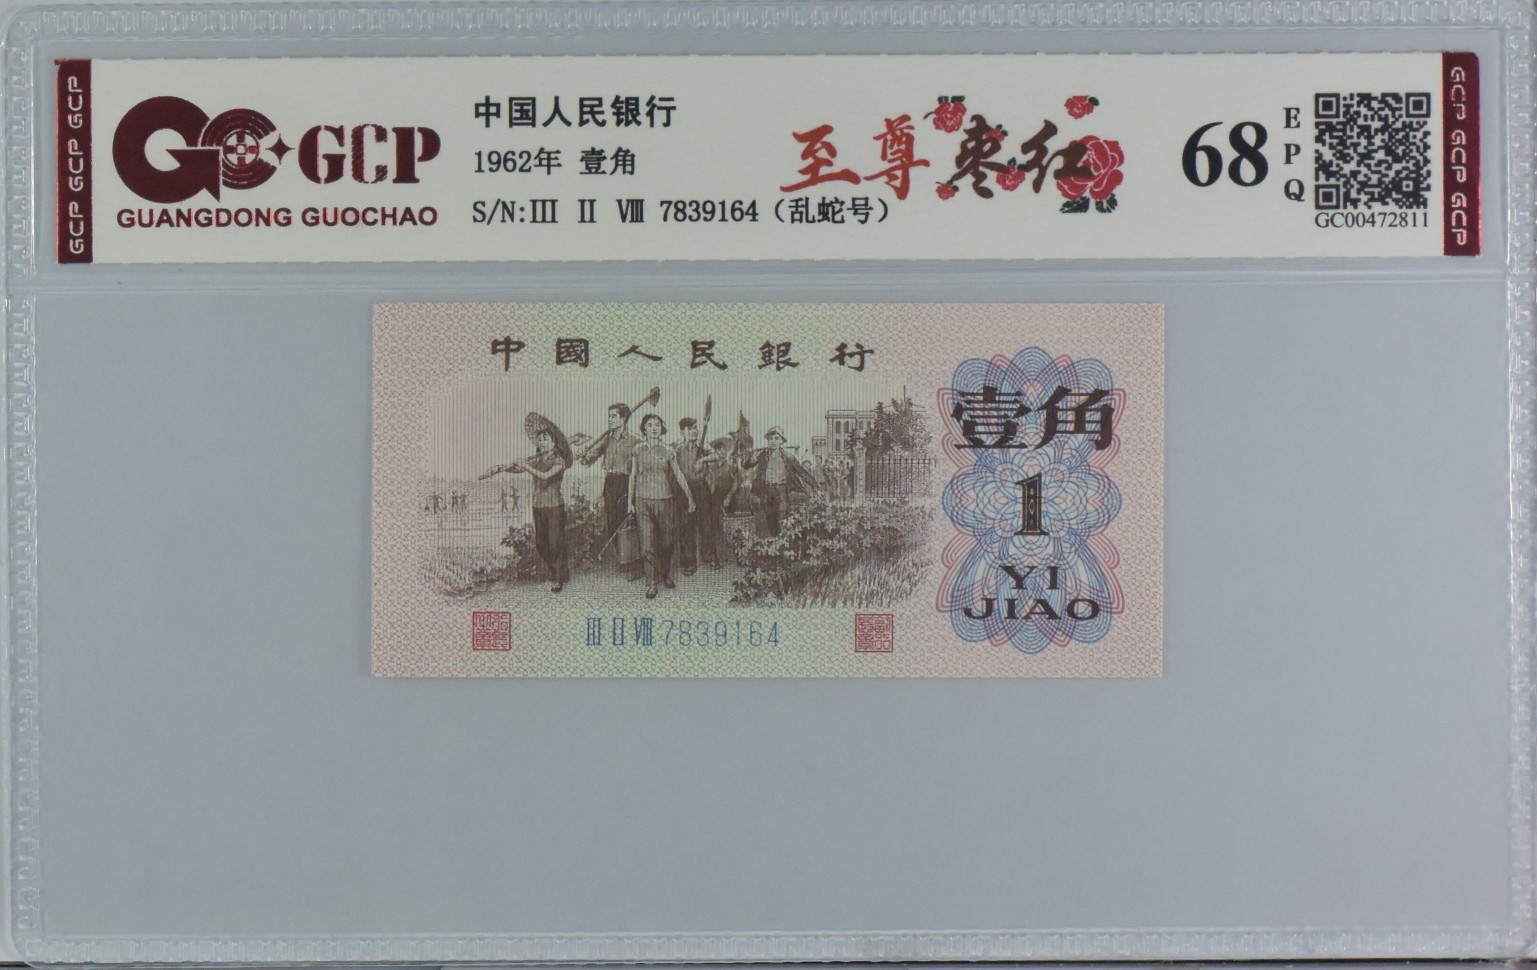 GCP GCP GCP
GCP
GUANGDONG GUOCHAO
中国人民银行
1962年 壹角
S/N:III II VIII 7839164（乱蛇号）
至尊枣红
68
EPQ
GC00472811
GCP GCP GCP
中國人民銀行
壹角
1
YI
JIAO
III II VIII 7839164